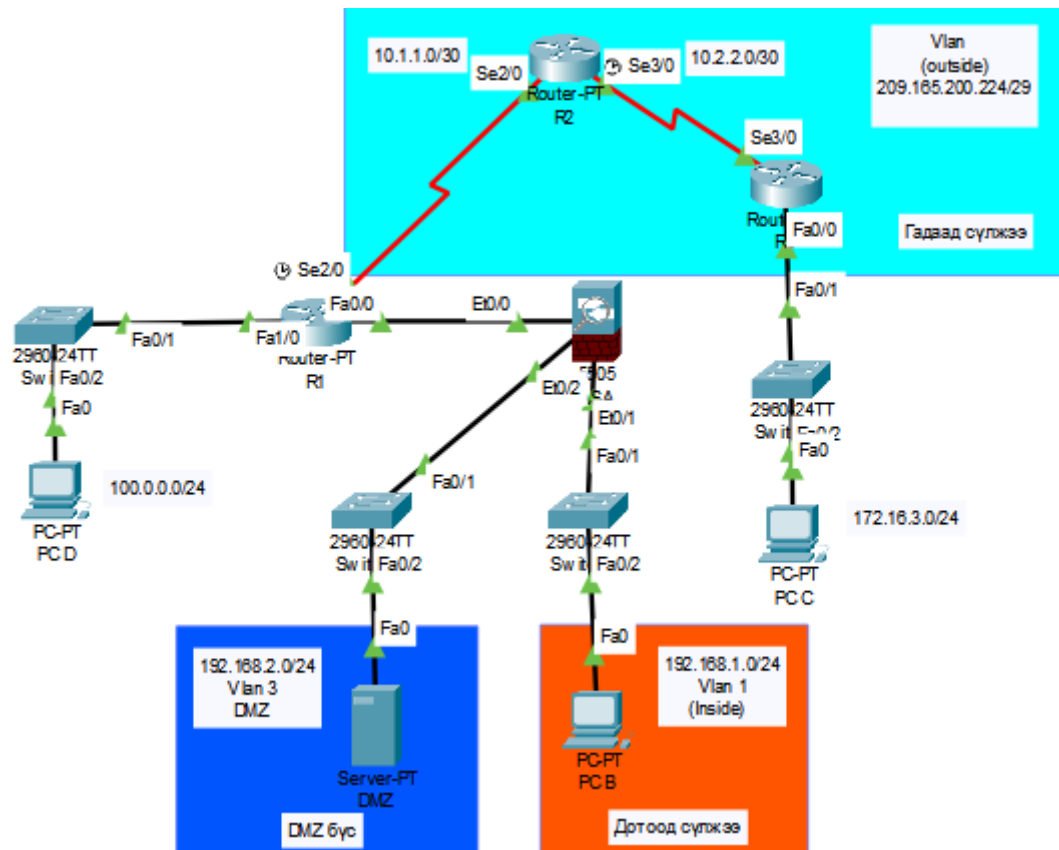 10.1.1.0/30
Se2/0
Se3/0
10.2.2.0/30
Router-PT
R2
Vlan
(outside)
209.165.200.224/29
Se3/0
Fa0/0
Гадаад сүлжээ
Se2/0
Fa0/0
Et0/0
Fa0/1
Fa1/0
Router-PT
R1
Fa0/1
2960-24TT
Fa0/2
Fa0
100.0.0.0/24
PC-PT
PC D
Et0/2
Et0/1
Fa0/1
Fa0/1
2960-24TT
Fa0/2
2960-24TT
Fa0/2
2960-24TT
Fa0/2
Fa0
172.16.3.0/24
PC-PT
PC C
Fa0
192.168.2.0/24
Vlan 3
DMZ
Server-PT
DMZ
DMZ бүс
Fa0
192.168.1.0/24
Vlan 1
(Inside)
PC-PT
PC B
Дотоод сүлжээ